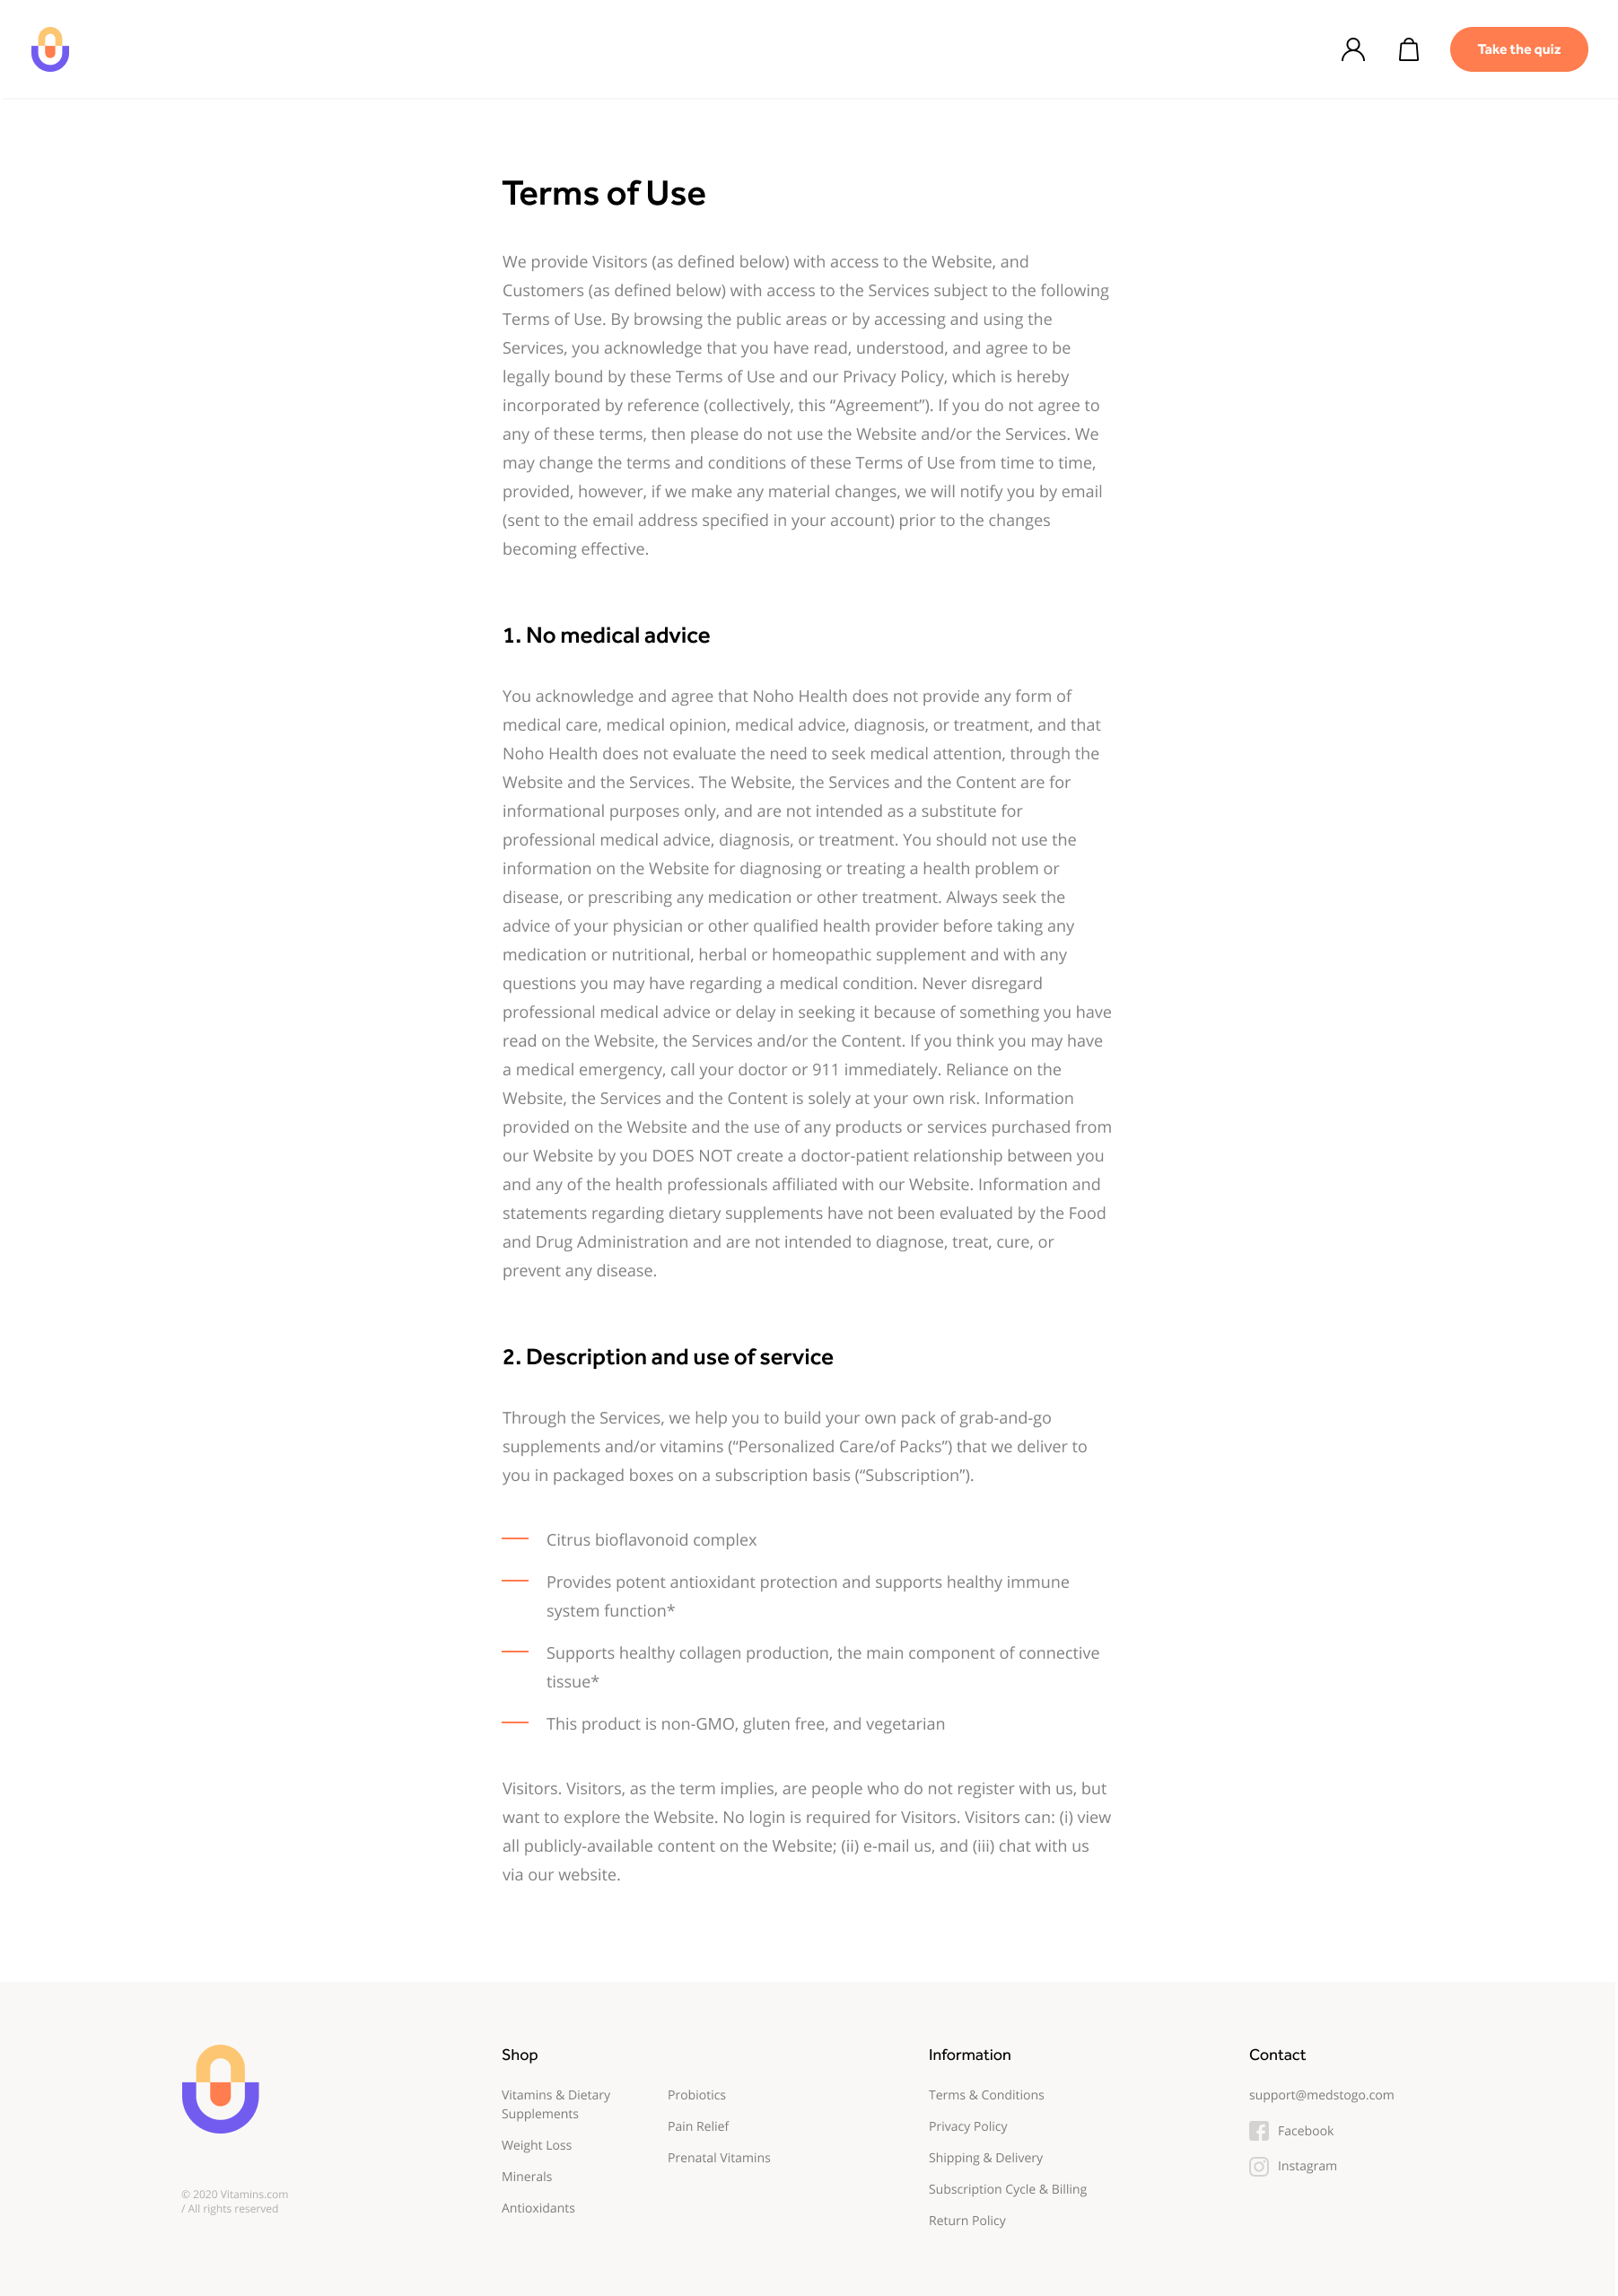 Take the quiz
Terms of Use
We provide Visitors (as defined below) with access to the Website, and
Customers (as defined below) with access to the Services subject to the following
Terms of Use. By browsing the public areas or by accessing and using the
Services, you acknowledge that you have read, understood, and agree to be
legally bound by these Terms of Use and our Privacy Policy, which is hereby
incorporated by reference (collectively, this “Agreement”). If you do not agree to
any of these terms, then please do not use the Website and/or the Services. We
may change the terms and conditions of these Terms of Use from time to time,
provided, however, if we make any material changes, we will notify you by email
(sent to the email address specified in your account) prior to the changes
becoming effective.
1. No medical advice
You acknowledge and agree that Noho Health does not provide any form of
medical care, medical opinion, medical advice, diagnosis, or treatment, and that
Noho Health does not evaluate the need to seek medical attention, through the
Website and the Services. The Website, the Services and the Content are for
informational purposes only, and are not intended as a substitute for
professional medical advice, diagnosis, or treatment. You should not use the
information on the Website for diagnosing or treating a health problem or
disease, or prescribing any medication or other treatment. Always seek the
advice of your physician or other qualified health provider before taking any
medication or nutritional, herbal or homeopathic supplement and with any
questions you may have regarding a medical condition. Never disregard
professional medical advice or delay in seeking it because of something you have
read on the Website, the Services and/or the Content. If you think you may have
a medical emergency, call your doctor or 911 immediately. Reliance on the
Website, the Services and the Content is solely at your own risk. Information
provided on the Website and the use of any products or services purchased from
our Website by you DOES NOT create a doctor-patient relationship between you
and any of the health professionals affiliated with our Website. Information and
statements regarding dietary supplements have not been evaluated by the Food
and Drug Administration and are not intended to diagnose, treat, cure, or
prevent any disease.
2. Description and use of service
Through the Services, we help you to build your own pack of grab-and-go
supplements and/or vitamins (“Personalized Care/of Packs”) that we deliver to
you in packaged boxes on a subscription basis (“Subscription”).
Citrus bioflavonoid complex
Provides potent antioxidant protection and supports healthy immune
system function*
Supports healthy collagen production, the main component of connective
tissue*
This product is non-GMO, gluten free, and vegetarian
Visitors. Visitors, as the term implies, are people who do not register with us, but
want to explore the Website. No login is required for Visitors. Visitors can: (i) view
all publicly-available content on the Website; (ii) e-mail us, and (iii) chat with us
via our website.
© 2020 Vitamins.com
/ All rights reserved
Shop
Vitamins & Dietary
Supplements
Weight Loss
Minerals
Antioxidants
Probiotics
Pain Relief
Prenatal Vitamins
Information
Terms & Conditions
Privacy Policy
Shipping & Delivery
Subscription Cycle & Billing
Return Policy
Contact
support@medstogo.com
Facebook
Instagram